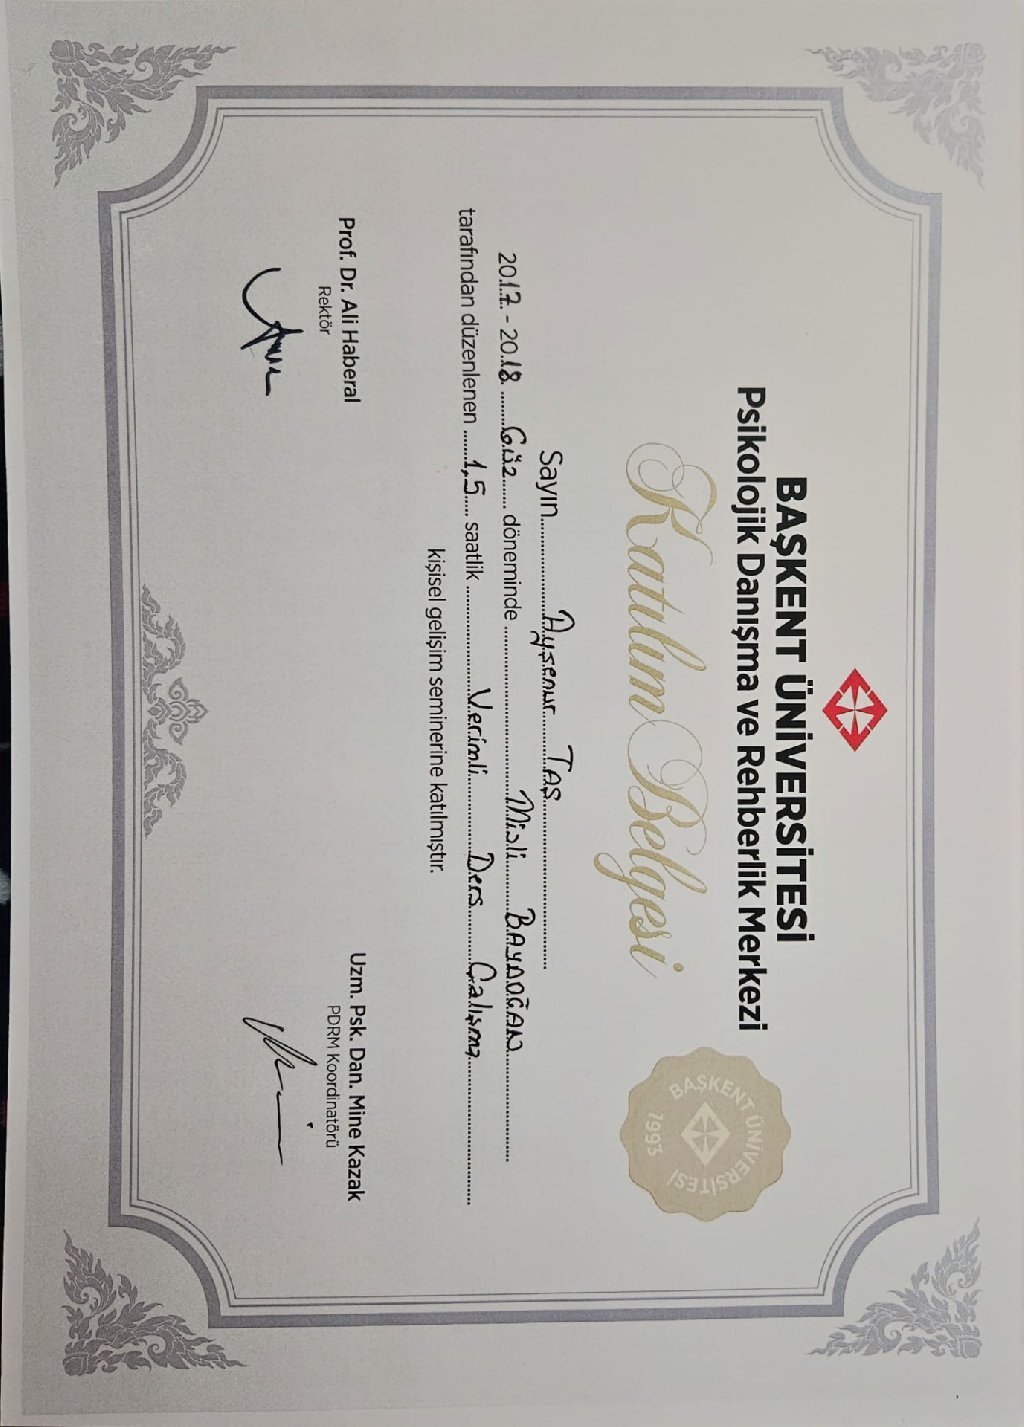 BAŞKENT ÜNİVERSİTESİ
Psikolojik Danışma ve Rehberlik Merkezi
Katılım Belgesi
BAŞKENT ÜNİVERSİTESİ
1993
Sayın Ayşenur TAŞ
2017 - 2018 Güz döneminde Misli BAYDOĞAN
tarafından düzenlenen 1,5 saatlik Verimli Ders Çalışma
kişisel gelişim seminerine katılmıştır.
Prof. Dr. Ali Haberal
Rektör
Uzm. Psk. Dan. Mine Kazak
PDRM Koordinatörü